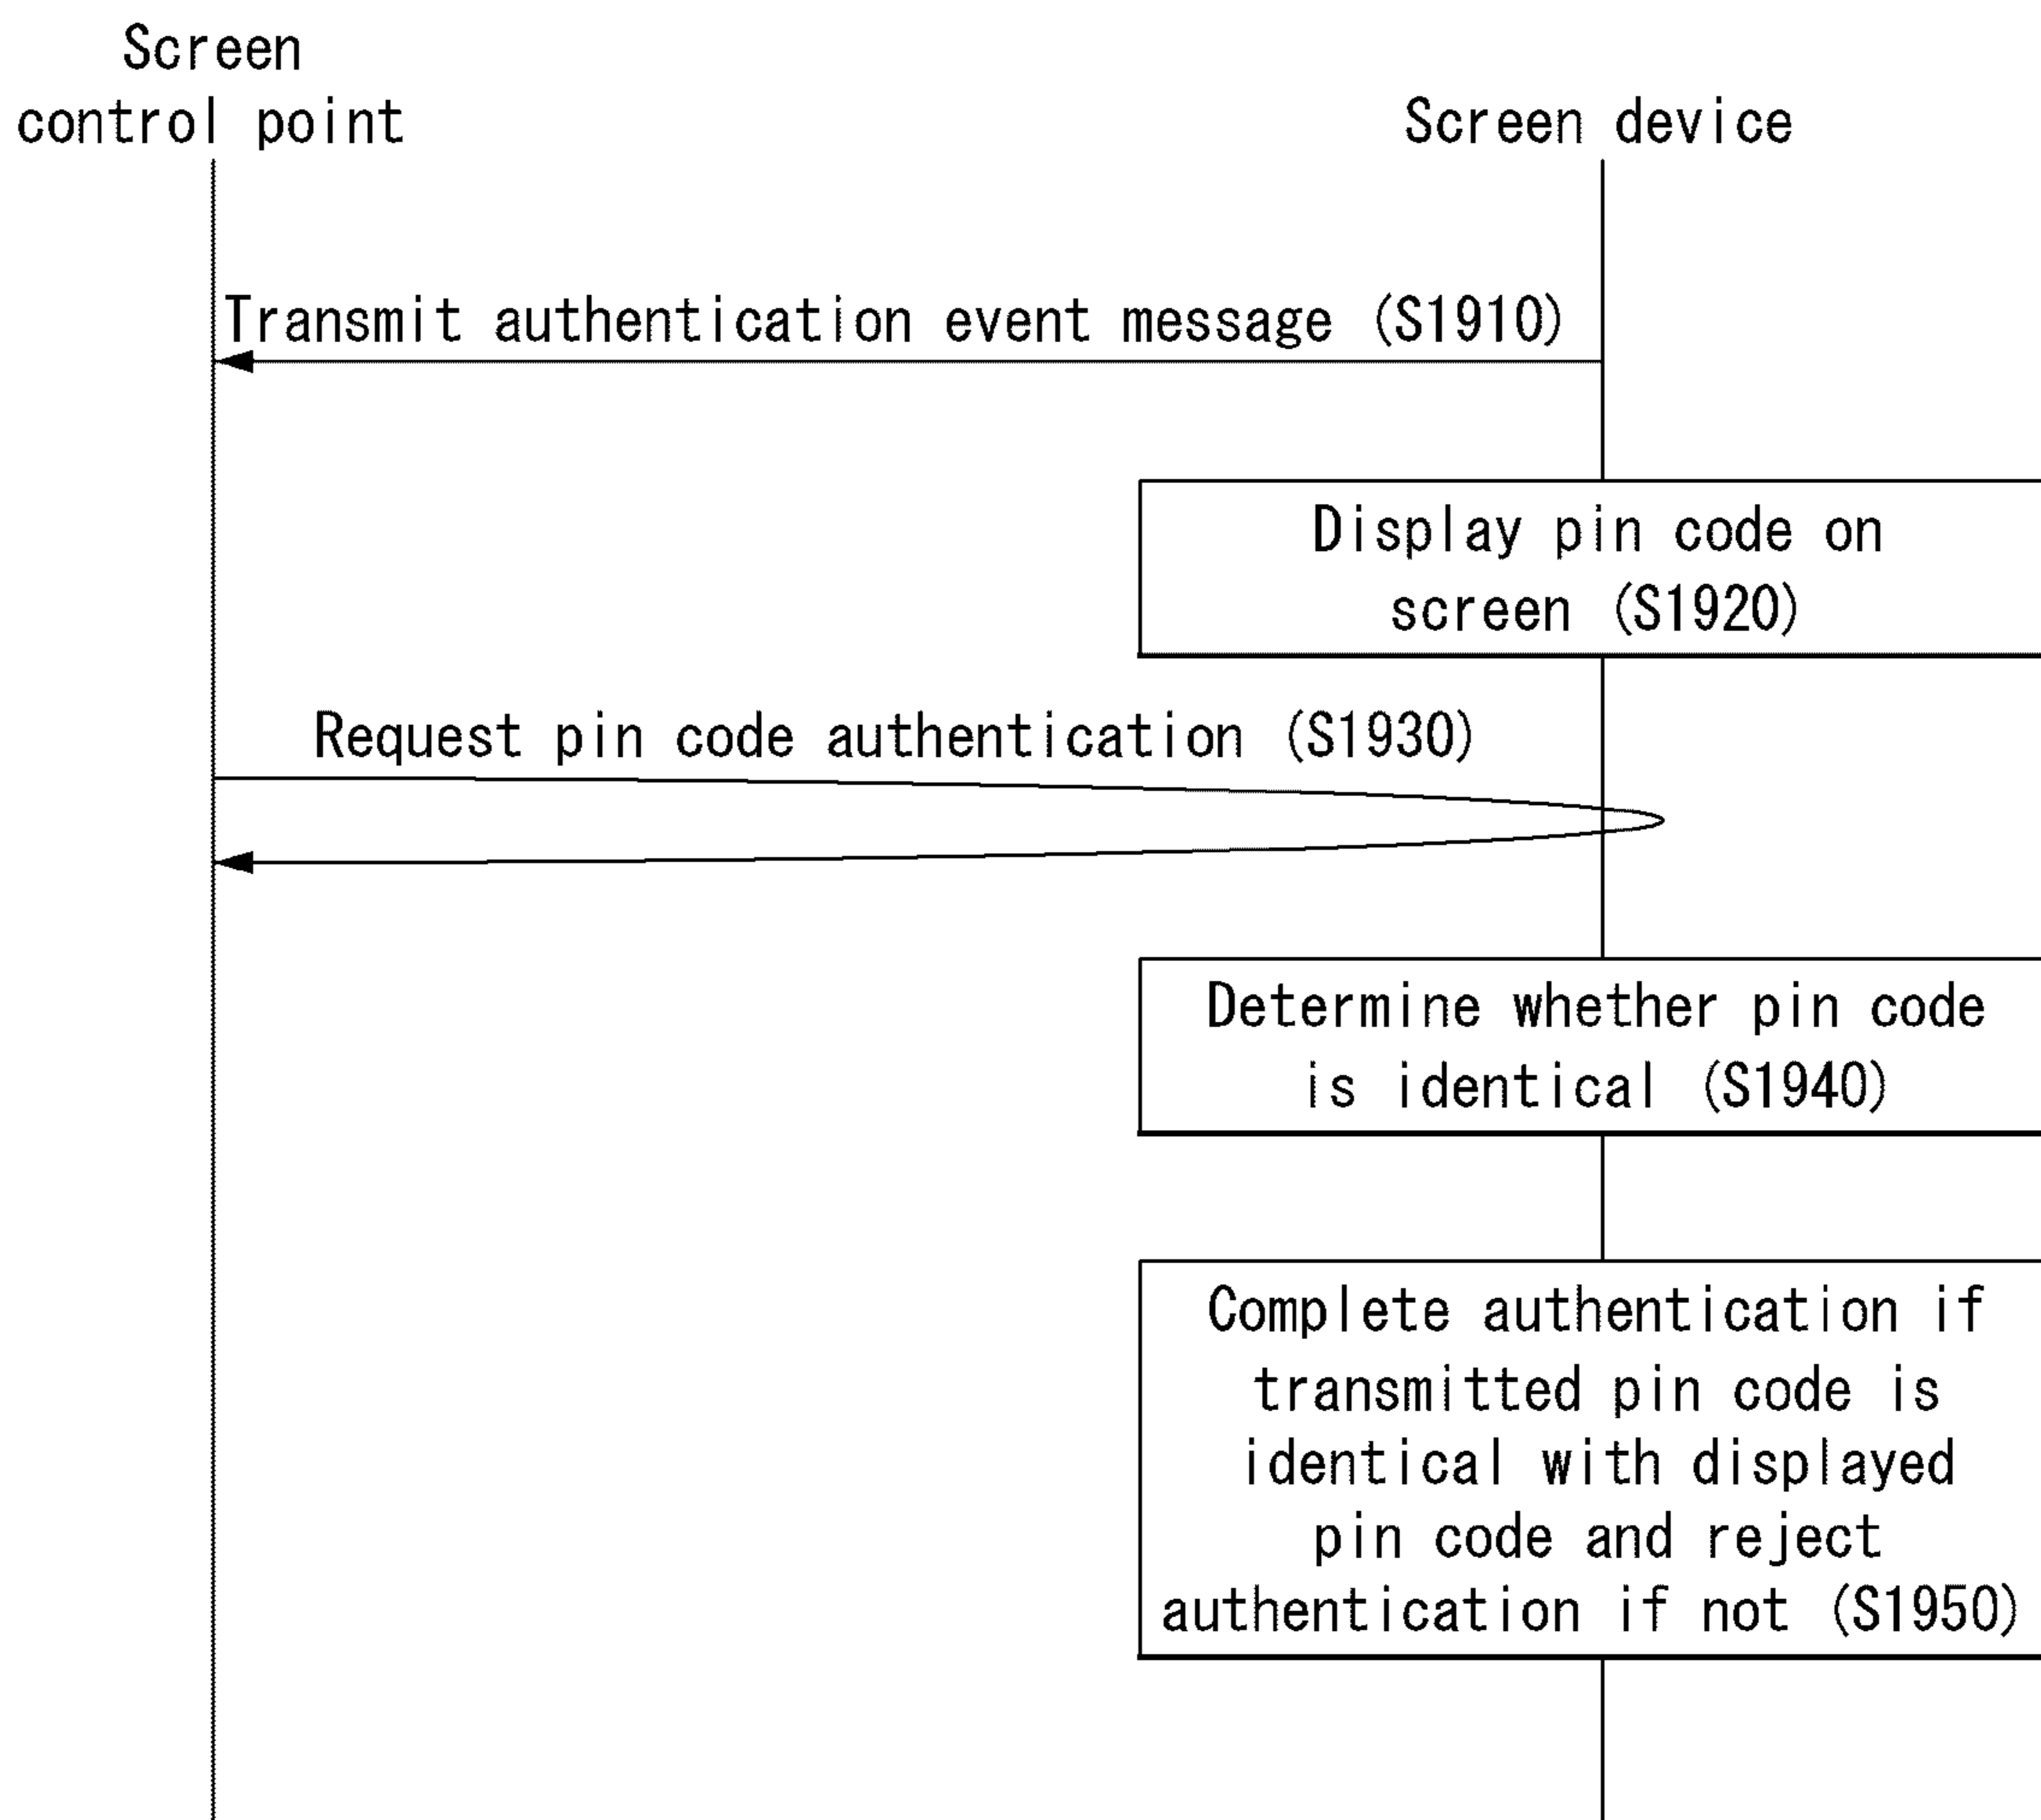 Screen
control point
Screen device
Transmit authentication event message (S1910)
Display pin code on
screen (S1920)
Request pin code authentication (S1930)
Determine whether pin code
is identical (S1940)
Complete authentication if
transmitted pin code is
identical with displayed
pin code and reject
authentication if not (S1950)